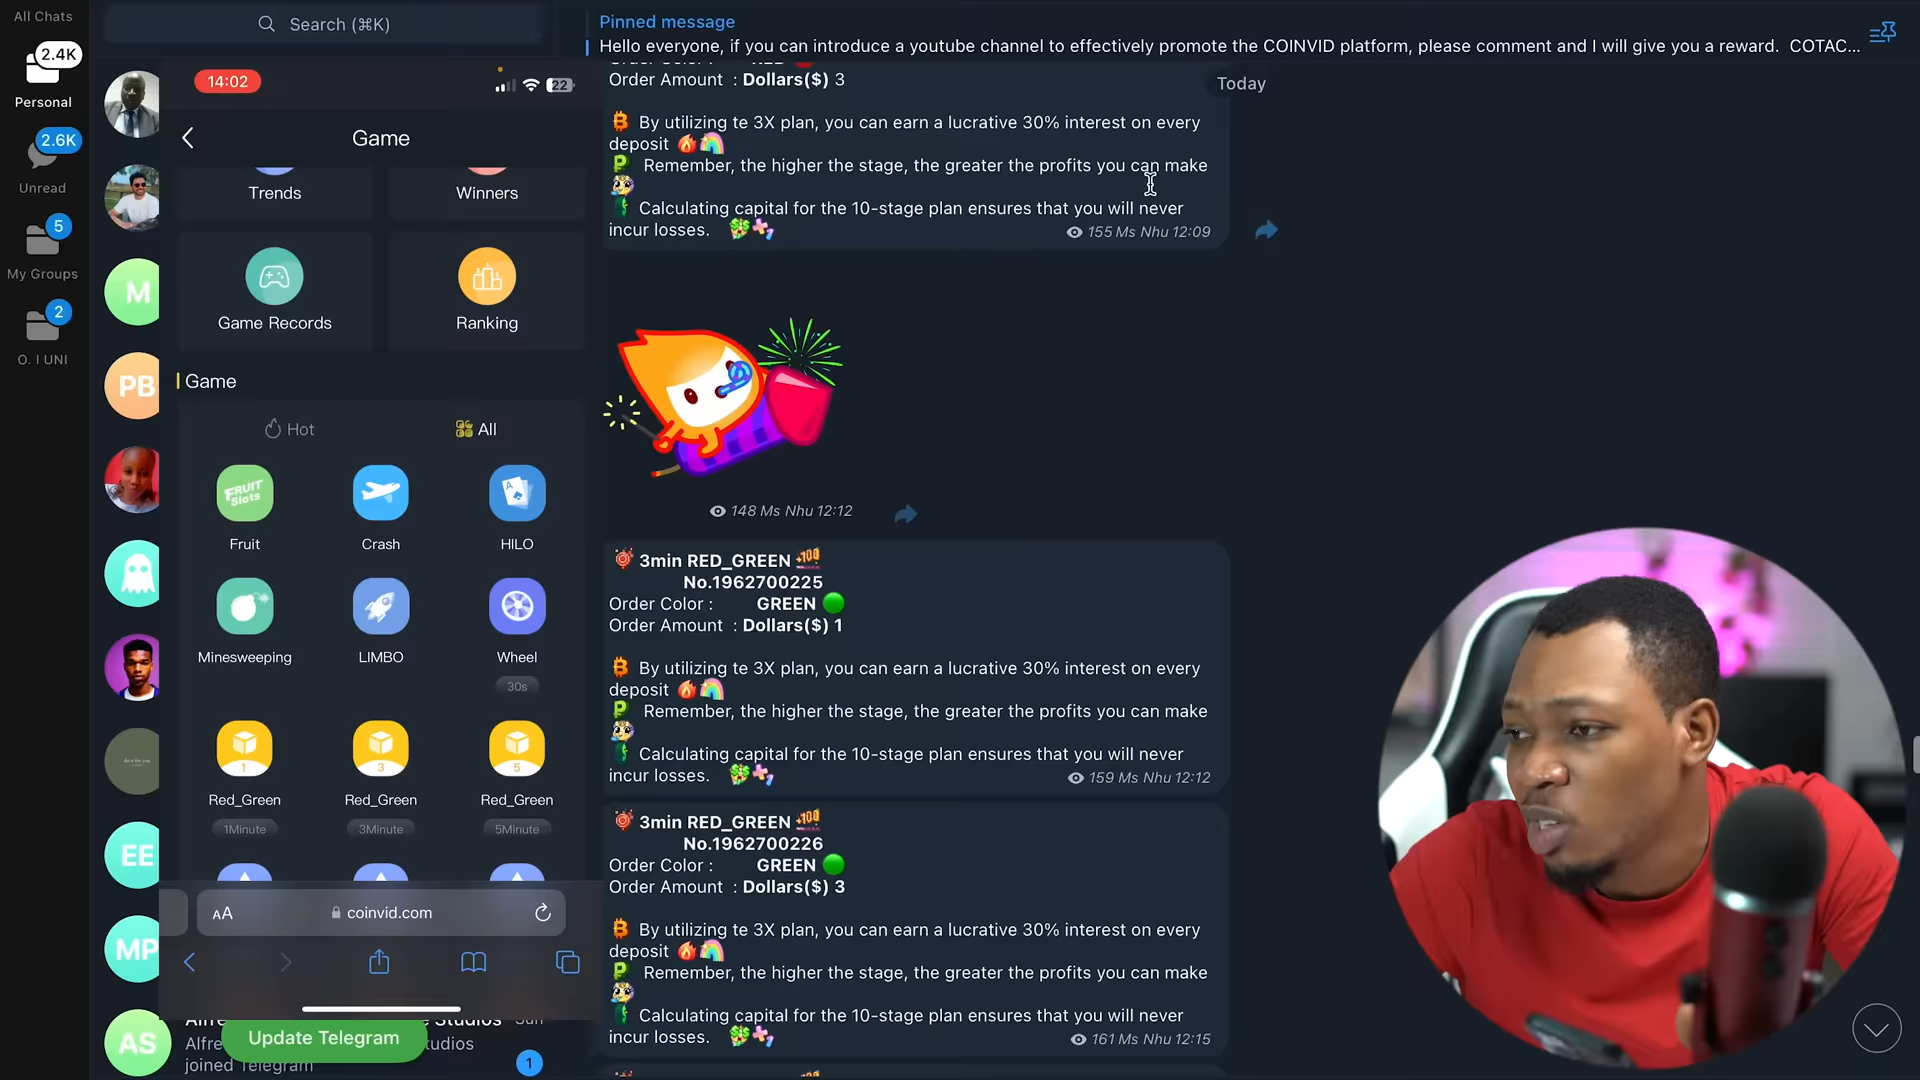 All Chats
2.4K
Personal
2.6K
Unread
5
My Groups
2
O. I UNI
Search (⌘K)
M
PB
EE
MP
AS
14:02
22
Game
Trends
Winners
Game Records
Ranking
Game
Hot
All
FRUIT
Slots
A
Fruit
Crash
HILO
Minesweeping
LIMBO
Wheel
30s
1
3
5
Red_Green
Red_Green
Red_Green
1Minute
3Minute
5Minute
AA
coinvid.com
Update Telegram
joined Telegram
1
Pinned message
Hello everyone, if you can introduce a youtube channel to effectively promote the COINVID platform, please comment and I will give you a reward. COTAC...
Today
Order Amount : Dollars($) 3
By utilizing te 3X plan, you can earn a lucrative 30% interest on every
deposit
Remember, the higher the stage, the greater the profits you can make
Calculating capital for the 10-stage plan ensures that you will never
incur losses.
155 Ms Nhu 12:09
148 Ms Nhu 12:12
3min RED_GREEN
No.1962700225
Order Color : GREEN
Order Amount : Dollars($) 1
By utilizing te 3X plan, you can earn a lucrative 30% interest on every
deposit
Remember, the higher the stage, the greater the profits you can make
Calculating capital for the 10-stage plan ensures that you will never
incur losses.
159 Ms Nhu 12:12
3min RED_GREEN
No.1962700226
Order Color : GREEN
Order Amount : Dollars($) 3
By utilizing te 3X plan, you can earn a lucrative 30% interest on every
deposit
Remember, the higher the stage, the greater the profits you can make
Calculating capital for the 10-stage plan ensures that you will never
incur losses.
161 Ms Nhu 12:15